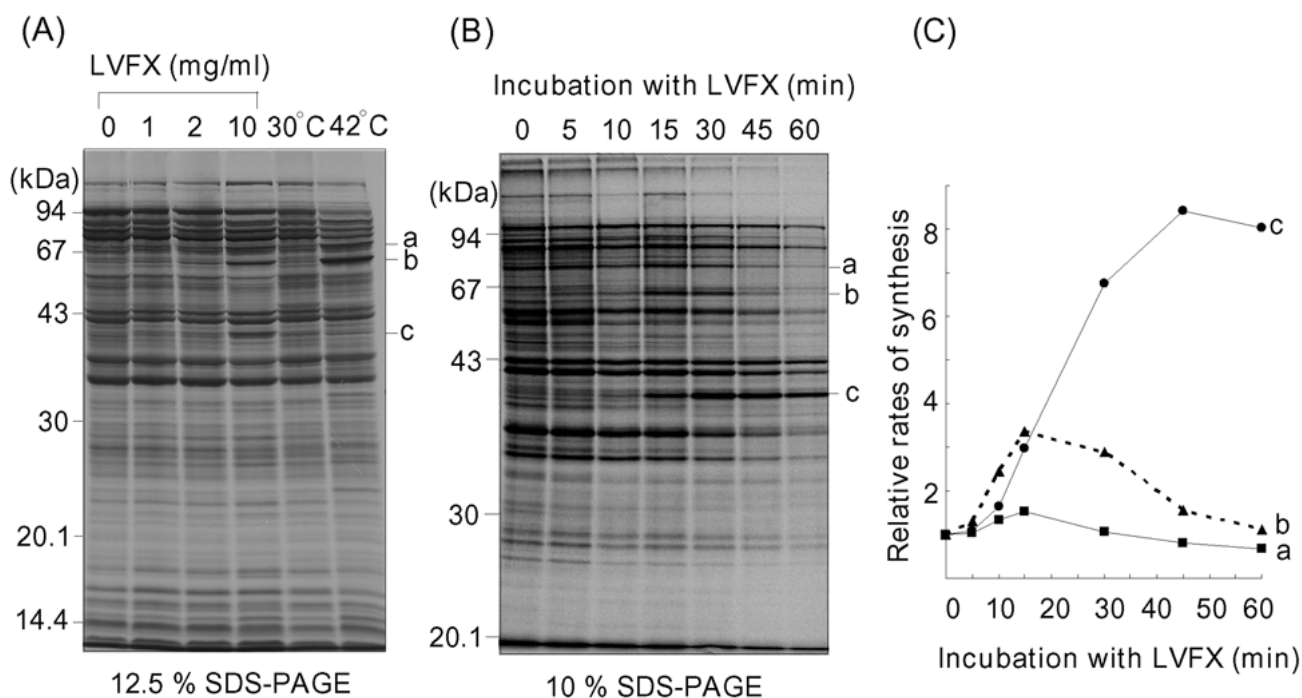 (A)
LVFX (mg/ml)
0 1 2 10 30°C 42°C
(kDa)
94
67
43
30
20.1
14.4
a
b
c
12.5 % SDS-PAGE
(B)
Incubation with LVFX (min)
0 5 10 15 30 45 60
(kDa)
94
67
43
30
20.1
a
b
c
10 % SDS-PAGE
(C)
Relative rates of synthesis
8
6
4
2
c
b
a
0 10 20 30 40 50 60
Incubation with LVFX (min)